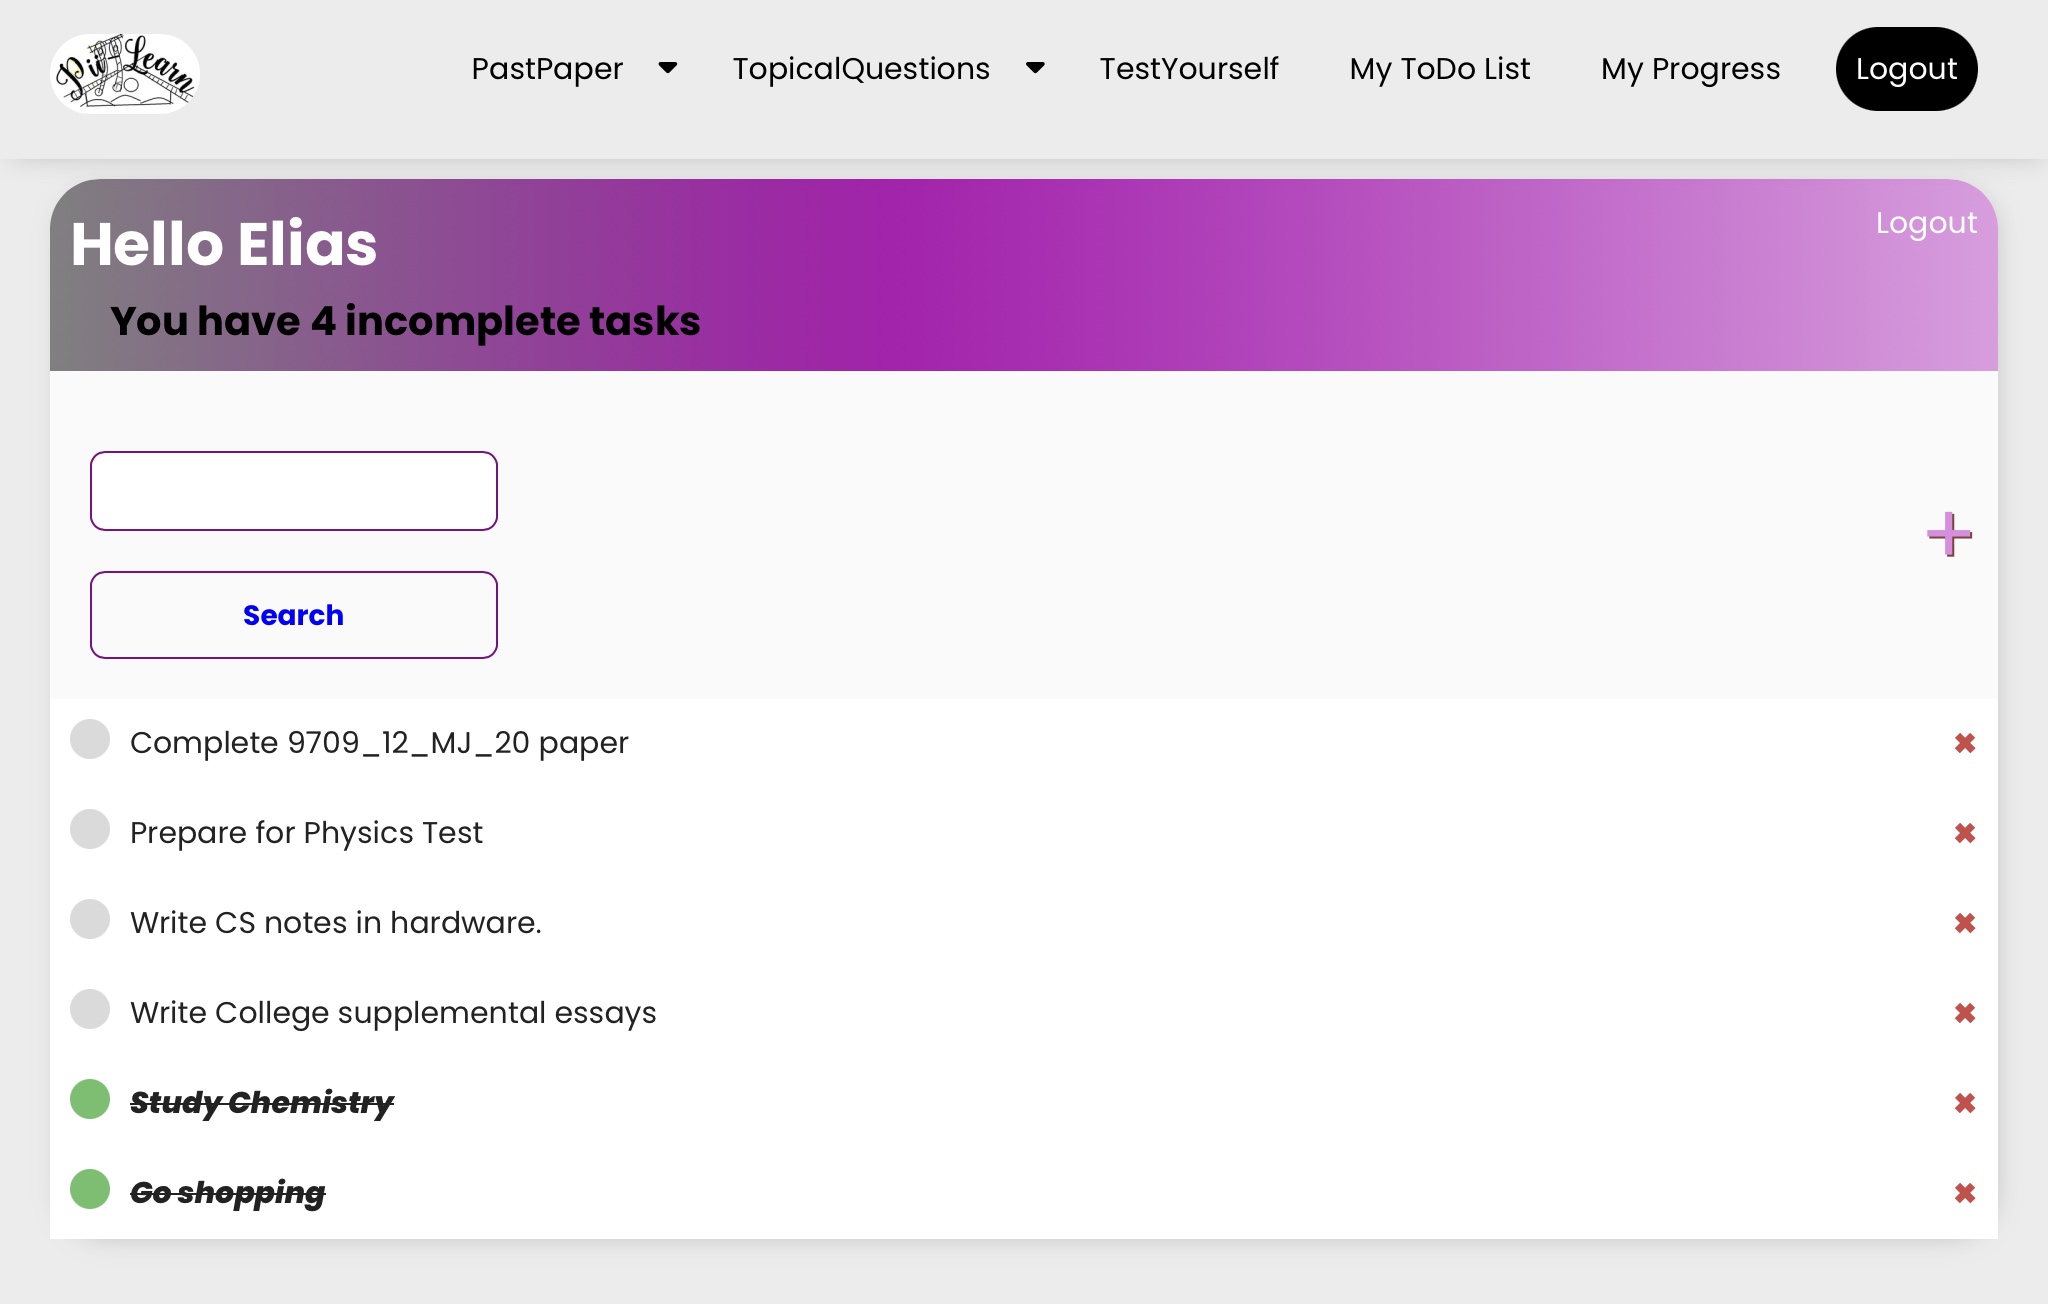 Pii-Learn
PastPaper
TopicalQuestions
TestYourself
My ToDo List
My Progress
Logout
Hello Elias
Logout
You have 4 incomplete tasks
Search
Complete 9709_12_MJ_20 paper
Prepare for Physics Test
Write CS notes in hardware.
Write College supplemental essays
Study Chemistry
Go shopping